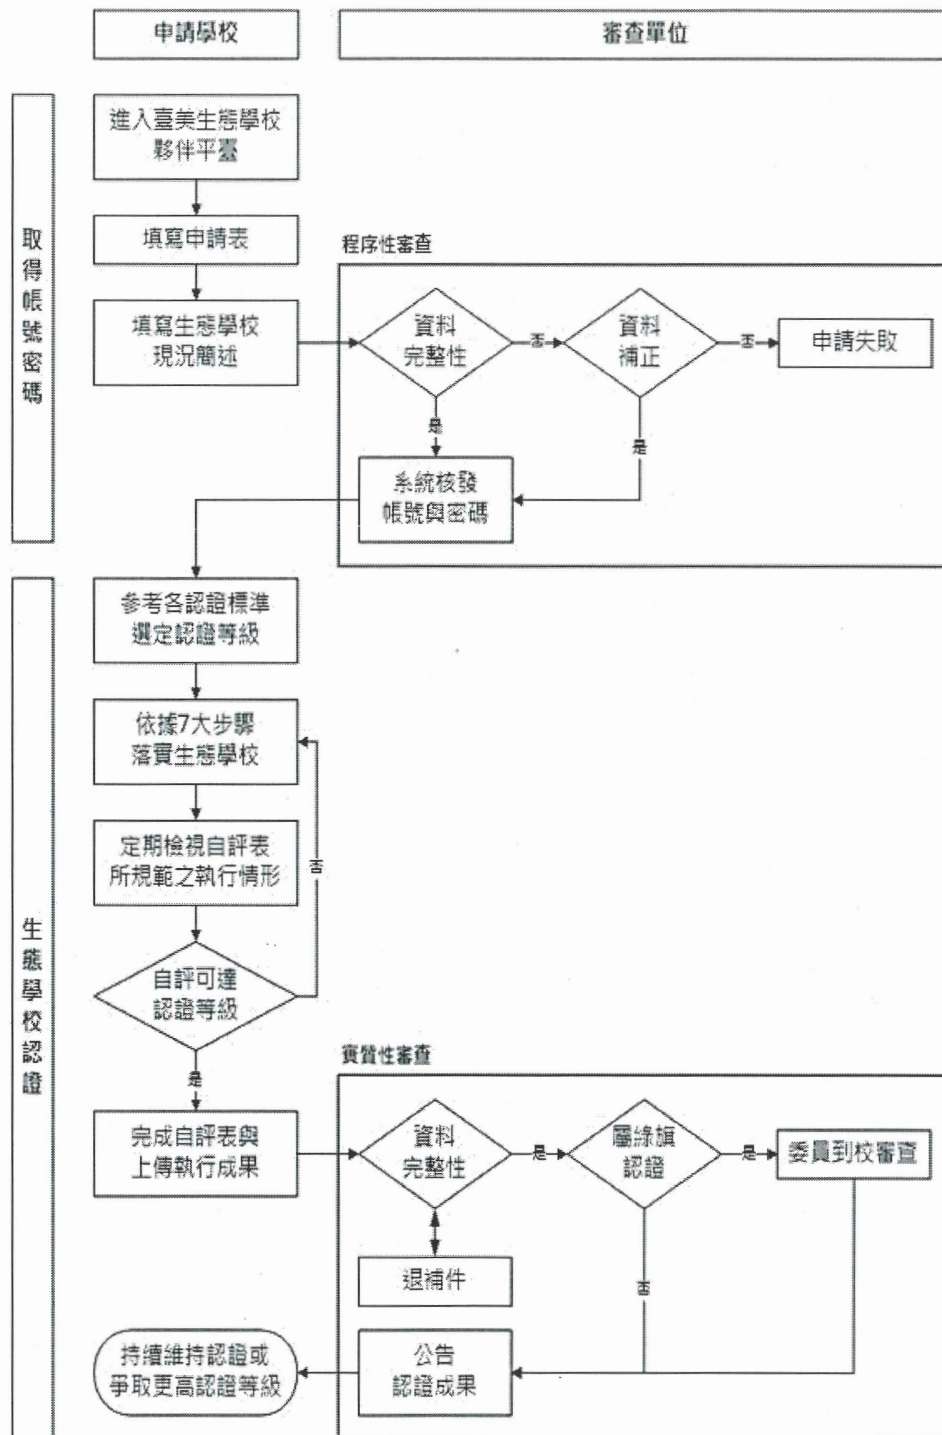 申請學校
審查單位
取得帳號密碼
進入臺美生態學校
夥伴平臺
填寫申請表
程序性審查
填寫生態學校
現況簡述
資料
完整性
否
資料
補正
否
申請失敗
是
是
系統核發
帳號與密碼
生態學校認證
參考各認證標準
選定認證等級
依據7大步驟
落實生態學校
定期檢視自評表
所規範之執行情形
否
自評可達
認證等級
是
實質性審查
完成自評表與
上傳執行成果
資料
完整性
是
屬綠旗
認證
是
委員到校審查
退補件
否
公告
認證成果
持續維持認證或
爭取更高認證等級